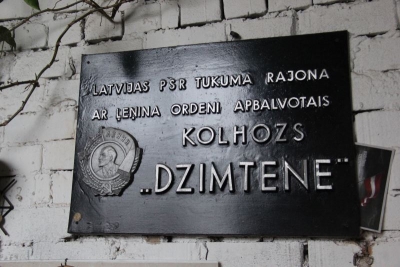 LATVIJAS PSR TUKUMA RAJONA
AR ĻEŅINA ORDENI APBALVOTAIS
KOLHOZS
„DZIMTENE"